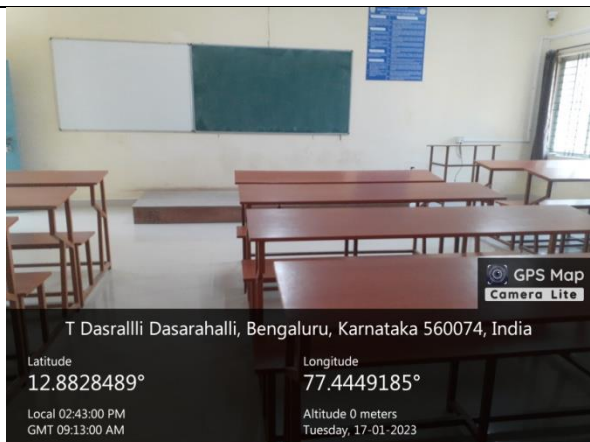 GPS Map
Camera Lite
T Dasrallli Dasarahalli, Bengaluru, Karnataka 560074, India
Latitude
12.8828489°
Longitude
77.4449185°
Local 02:43:00 PM
GMT 09:13:00 AM
Altitude 0 meters
Tuesday, 17-01-2023